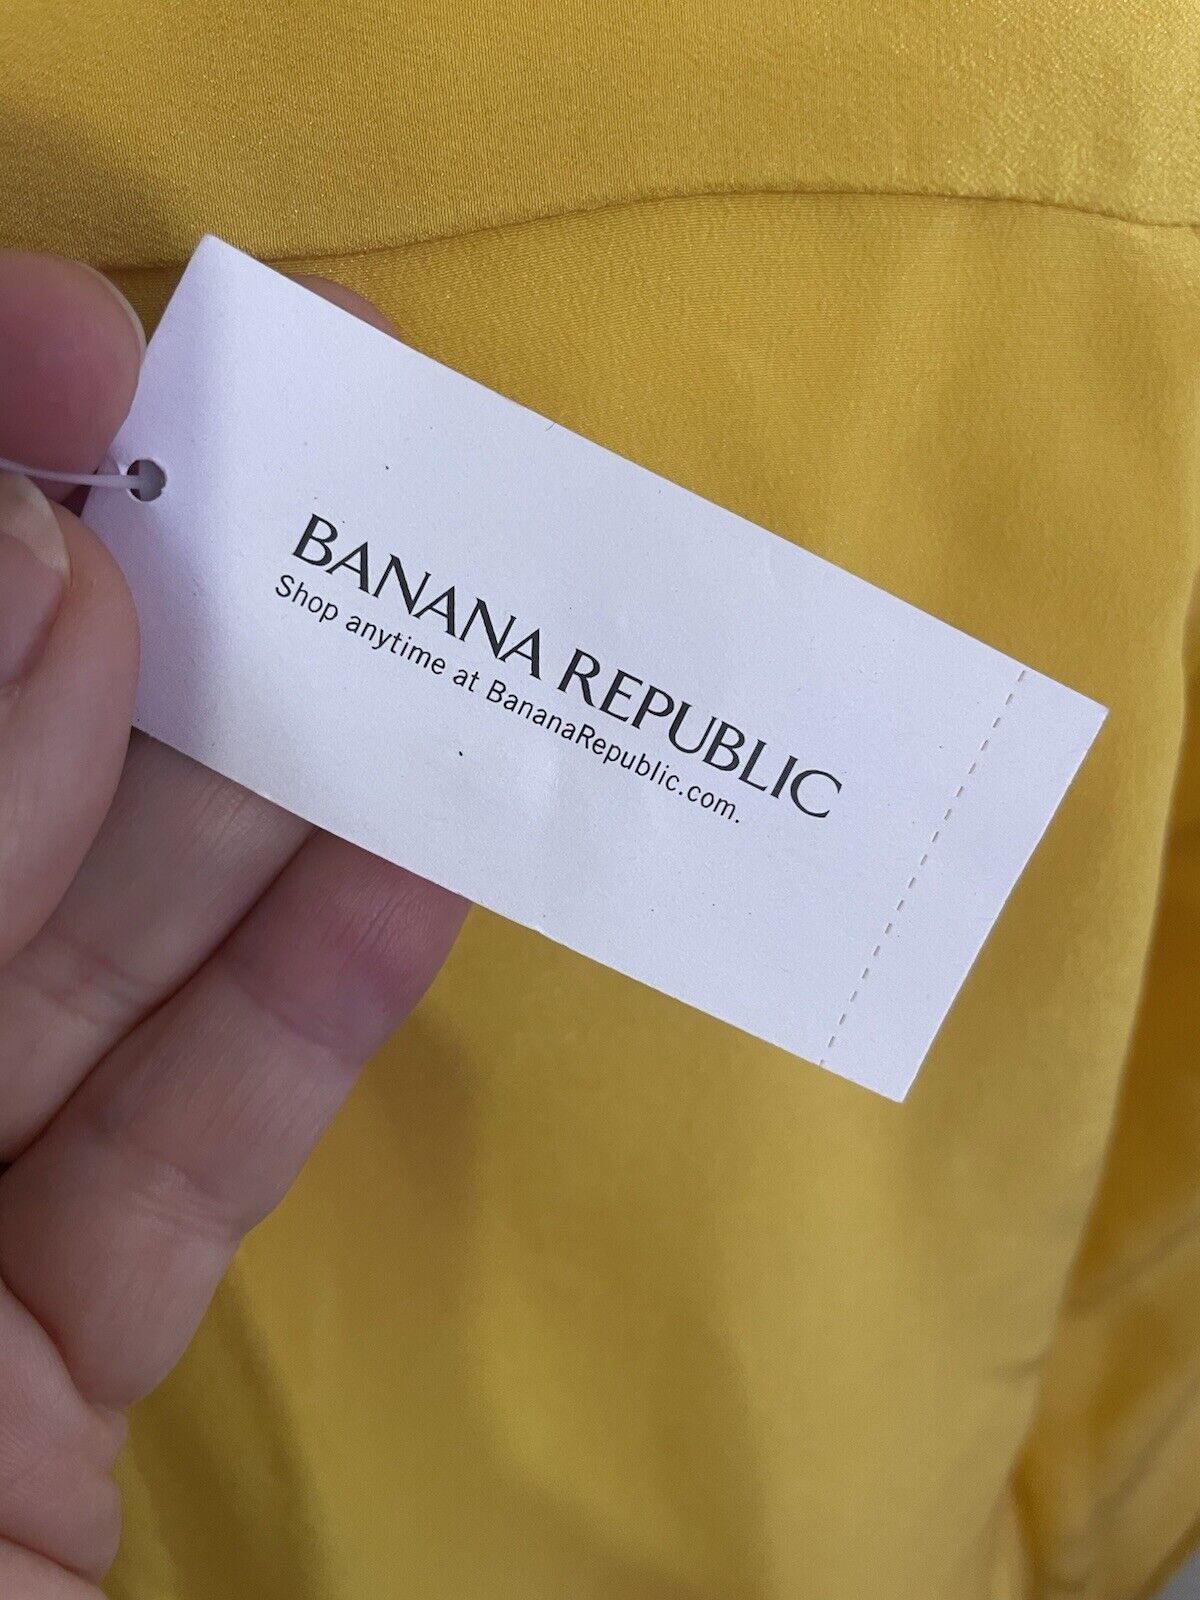 BANANA REPUBLIC
Shop anytime at BananaRepublic.com.